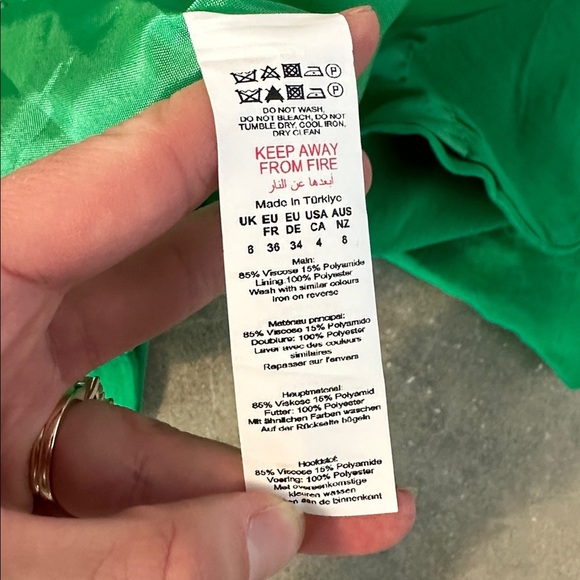 DO NOT WASH,
DO NOT BLEACH, DO NOT
TUMBLE DRY, COOL IRON,
DRY CLEAN
KEEP AWAY
FROM FIRE
أبعدها عن النار
Made in Türkiye
UK EU EU USA AUS
FR DE CA NZ
8 36 34 4 8
Main:
85% Viscose 15% Polyamide
Lining 100% Polyester
Wash with similar colours
Iron on reverse
Matériau principal:
85% Viscose 15% Polyamide
Doublure: 100% Polyester
Laver avec des couleurs
similaires
Repasser sur l'envers
Hauptmaterial:
85% Viskose 15% Polyamid
Futter: 100% Polyester
Mit ähnlichen Farben waschen
Auf der Rückseite bügeln
Hoofdstof:
85% Viscose 15% Polyamide
Voering: 100% Polyester
Met overeenkomstige
kleuren wassen
aan de binnenkant